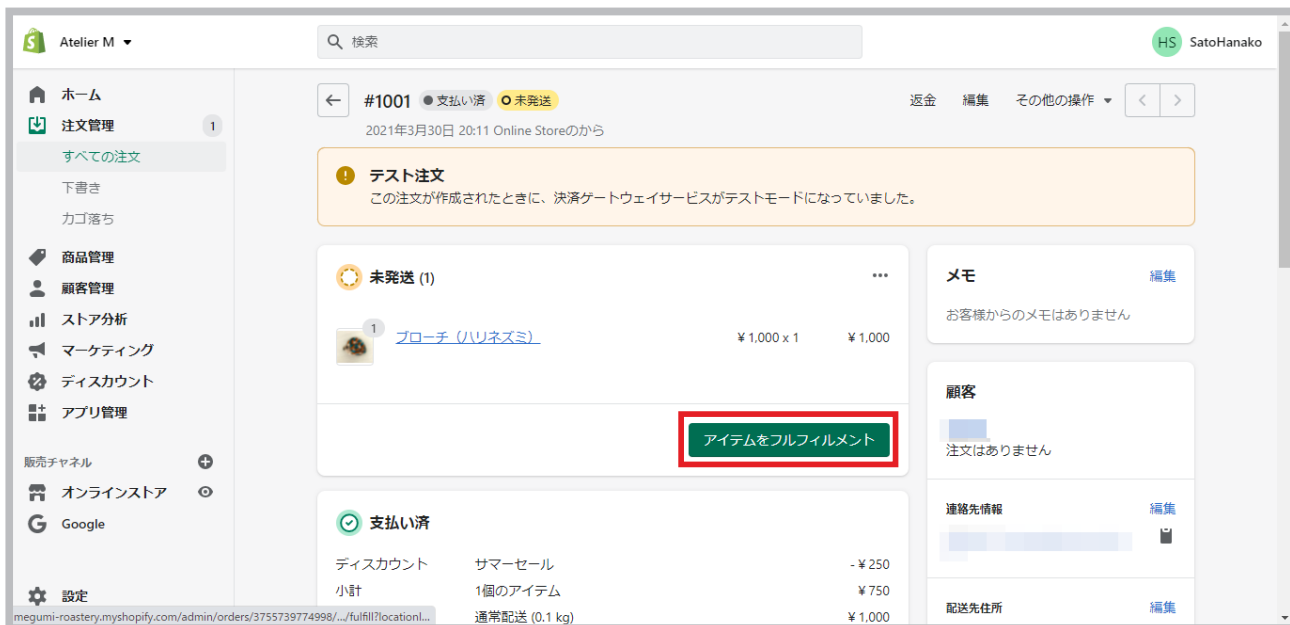 Atelier M
検索
HS SatoHanako
ホーム
注文管理 1
すべての注文
下書き
カゴ落ち
商品管理
顧客管理
ストア分析
マーケティング
ディスカウント
アプリ管理
販売チャネル
オンラインストア
Google
設定
megumi-roastery.myshopify.com/admin/orders/3755739774998/.../fulfill?locationI...
#1001 支払い済 未発送
返金 編集 その他の操作
2021年3月30日 20:11 Online Storeのから
テスト注文
この注文が作成されたときに、決済ゲートウェイサービスがテストモードになっていました。
未発送 (1)
1 ブローチ（ハリネズミ） ¥ 1,000 x 1 ¥ 1,000
アイテムをフルフィルメント
支払い済
ディスカウント サマーセール - ¥ 250
小計 1個のアイテム ¥ 750
通常配送 (0.1 kg) ¥ 1,000
メモ 編集
お客様からのメモはありません
顧客
注文はありません
連絡先情報 編集
配送先住所 編集